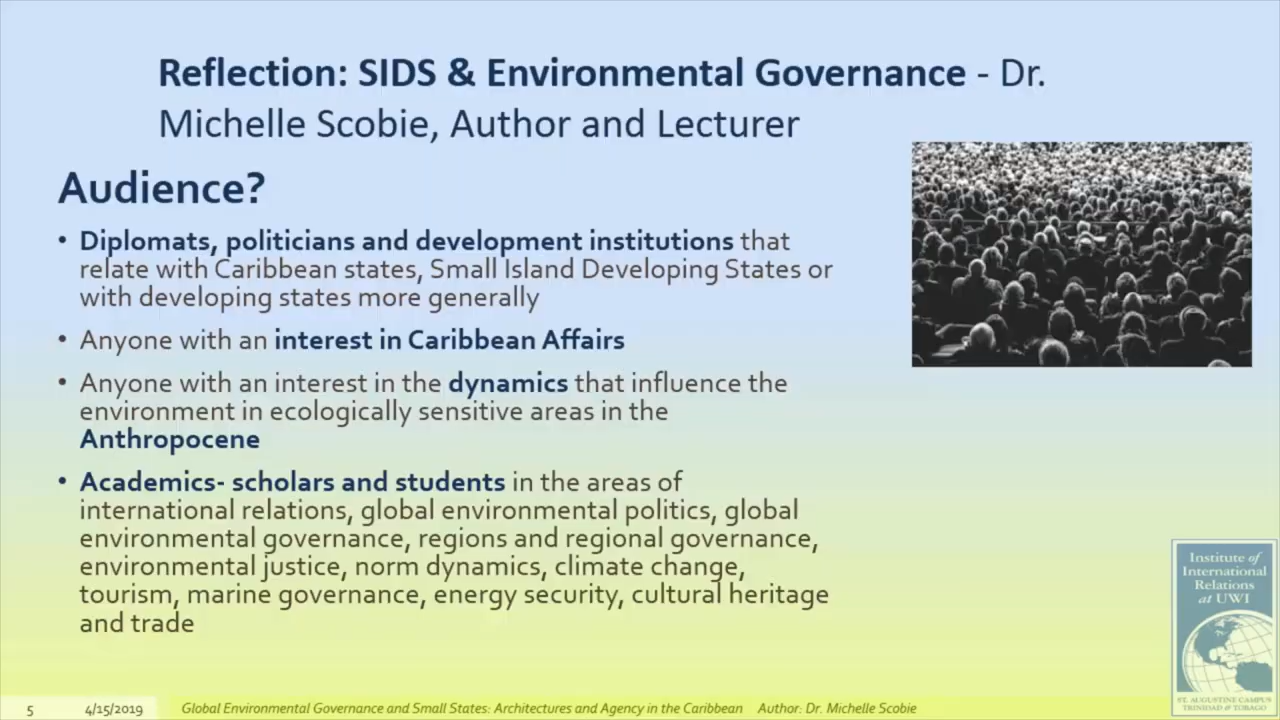 Reflection: SIDS & Environmental Governance - Dr.
Michelle Scobie, Author and Lecturer
Audience?
• Diplomats, politicians and development institutions that
relate with Caribbean states, Small Island Developing States or
with developing states more generally
• Anyone with an interest in Caribbean Affairs
• Anyone with an interest in the dynamics that influence the
environment in ecologically sensitive areas in the
Anthropocene
• Academics- scholars and students in the areas of
international relations, global environmental politics, global
environmental governance, regions and regional governance,
environmental justice, norm dynamics, climate change,
tourism, marine governance, energy security, cultural heritage
and trade
Institute of
International
Relations
at UWI
ST. AUGUSTINE CAMPUS
TRINIDAD & TOBAGO
5 4/15/2019 Global Environmental Governance and Small States: Architectures and Agency in the Caribbean Author: Dr. Michelle Scobie